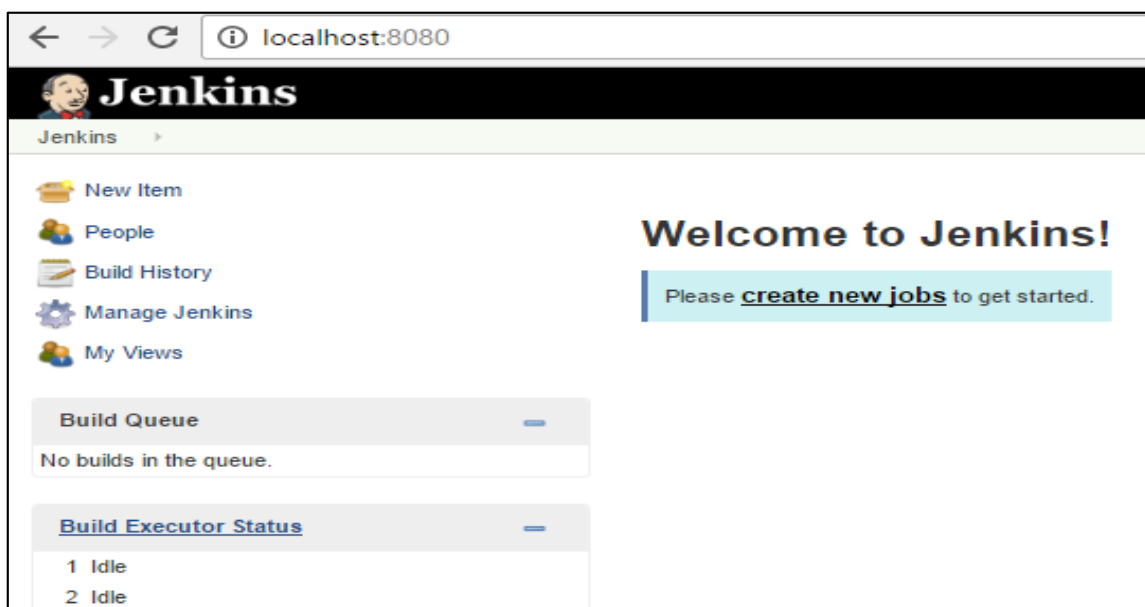 localhost:8080
Jenkins
Jenkins
New Item
People
Build History
Manage Jenkins
My Views
Build Queue
No builds in the queue.
Build Executor Status
1 Idle
2 Idle
Welcome to Jenkins!
Please create new jobs to get started.